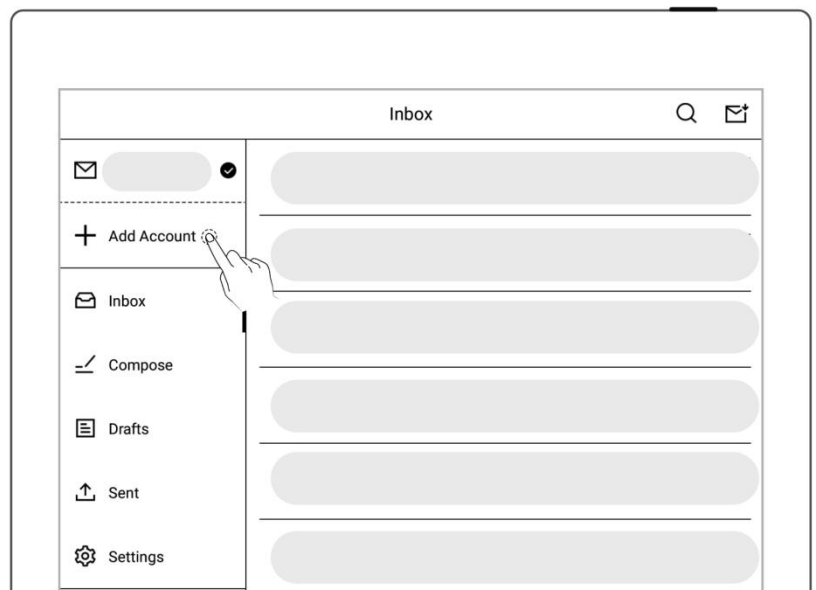 Inbox
Add Account
Inbox
Compose
Drafts
Sent
Settings